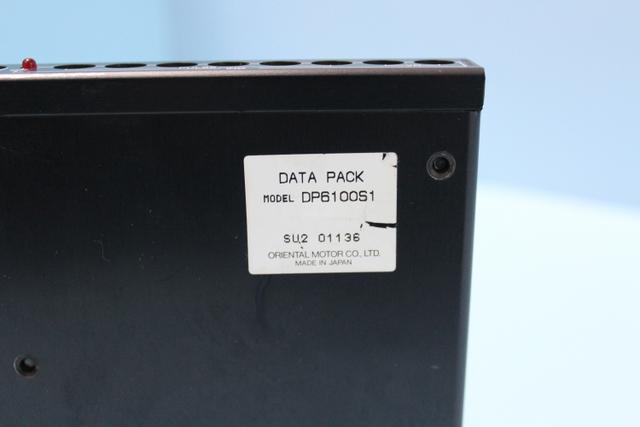 DATA PACK
MODEL DP6100S1
SU2 01136
ORIENTAL MOTOR CO., LTD.
MADE IN JAPAN